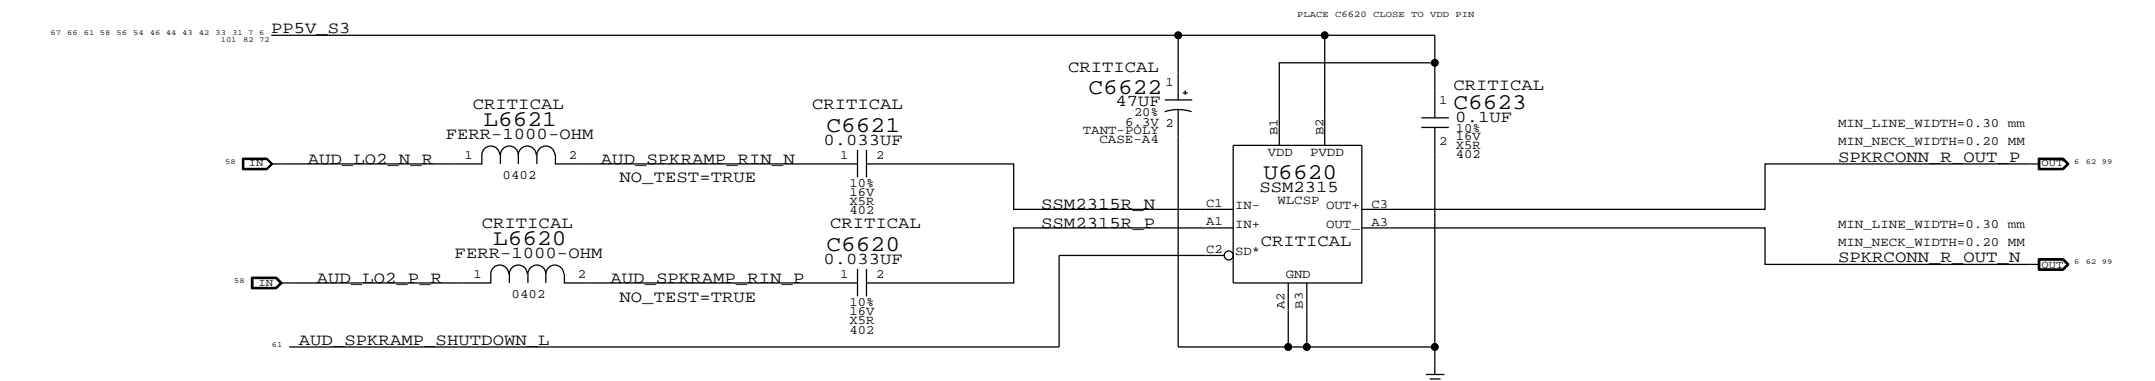 PLACE C6620 CLOSE TO VDD PIN
67 66 61 58 56 54 46 44 43 42 33 31 7 6 PP5V_S3
101 82 72
CRITICAL
C6622
47UF
20%
6.3V
TANT-POLY
CASE-A4
1
+
2
CRITICAL
C6623
0.1UF
10%
16V
X5R
402
1
2
CRITICAL
L6621
FERR-1000-OHM
58 IN AUD_LO2_N_R 1 2 AUD_SPKRAMP_RIN_N
0402
NO_TEST=TRUE
CRITICAL
C6621
0.033UF
1 2
10%
16V
X5R
402
CRITICAL
L6620
FERR-1000-OHM
58 IN AUD_LO2_P_R 1 2 AUD_SPKRAMP_RIN_P
0402
NO_TEST=TRUE
CRITICAL
C6620
0.033UF
1 2
10%
16V
X5R
402
61 AUD_SPKRAMP_SHUTDOWN_L
B1 B2
VDD PVDD
U6620
SSM2315
WLCSP
SSM2315R_N C1 IN- OUT+ C3
SSM2315R_P A1 IN+ OUT_ A3
CRITICAL
C2 SD*
GND
A2 B3
MIN_LINE_WIDTH=0.30 mm
MIN_NECK_WIDTH=0.20 MM
SPKRCONN_R_OUT_P OUT 6 62 99
MIN_LINE_WIDTH=0.30 mm
MIN_NECK_WIDTH=0.20 MM
SPKRCONN_R_OUT_N OUT 6 62 99